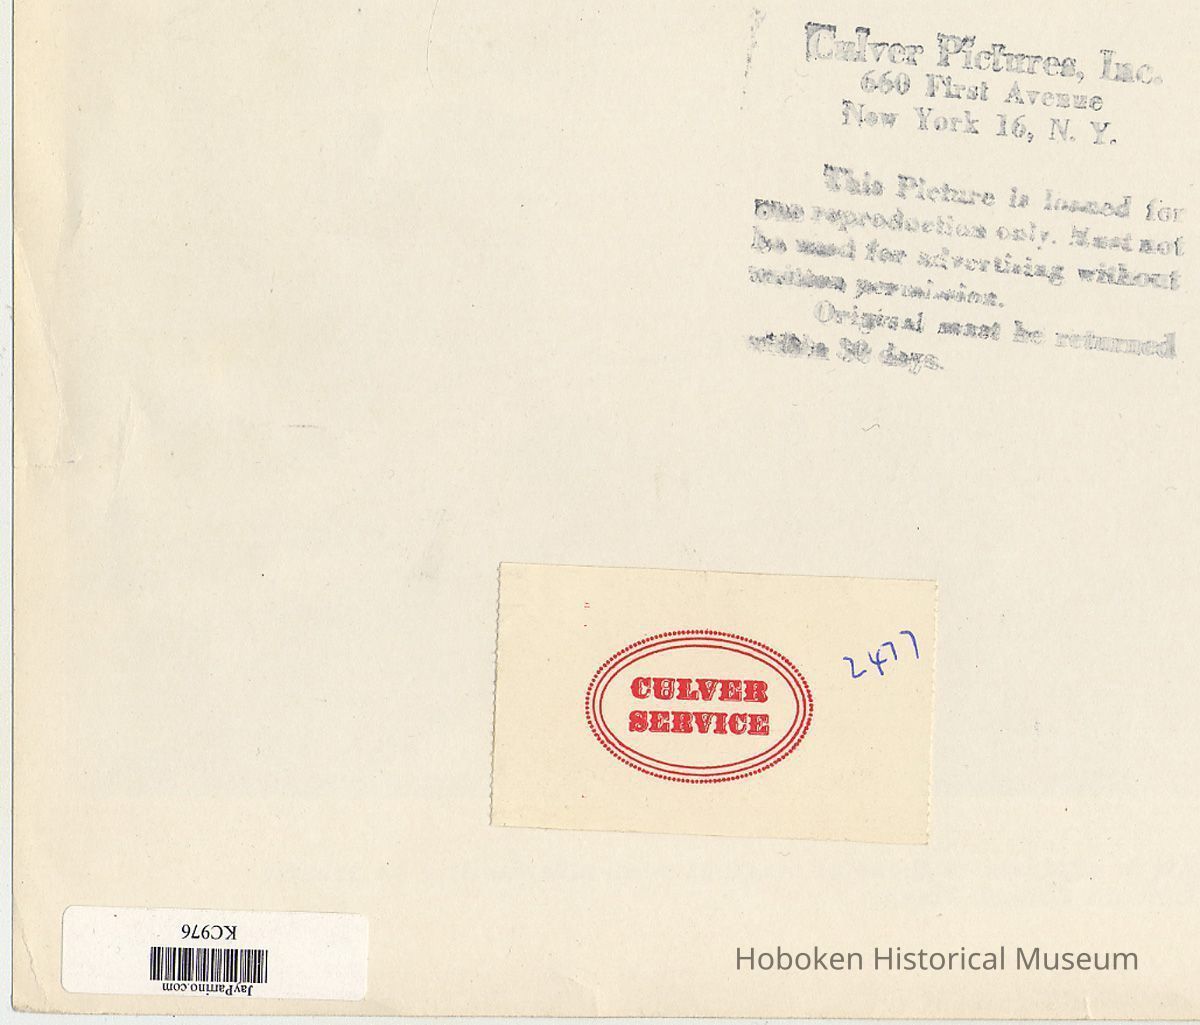 Culver Pictures, Inc.
660 First Avenue
New York 16, N. Y.
This Picture is loaned for
one reproduction only. Must not
be used for advertising without
written permission.
Original must be returned
within 30 days.
CULVER
SERVICE
2477
KC976
JayParrino.com
Hoboken Historical Museum